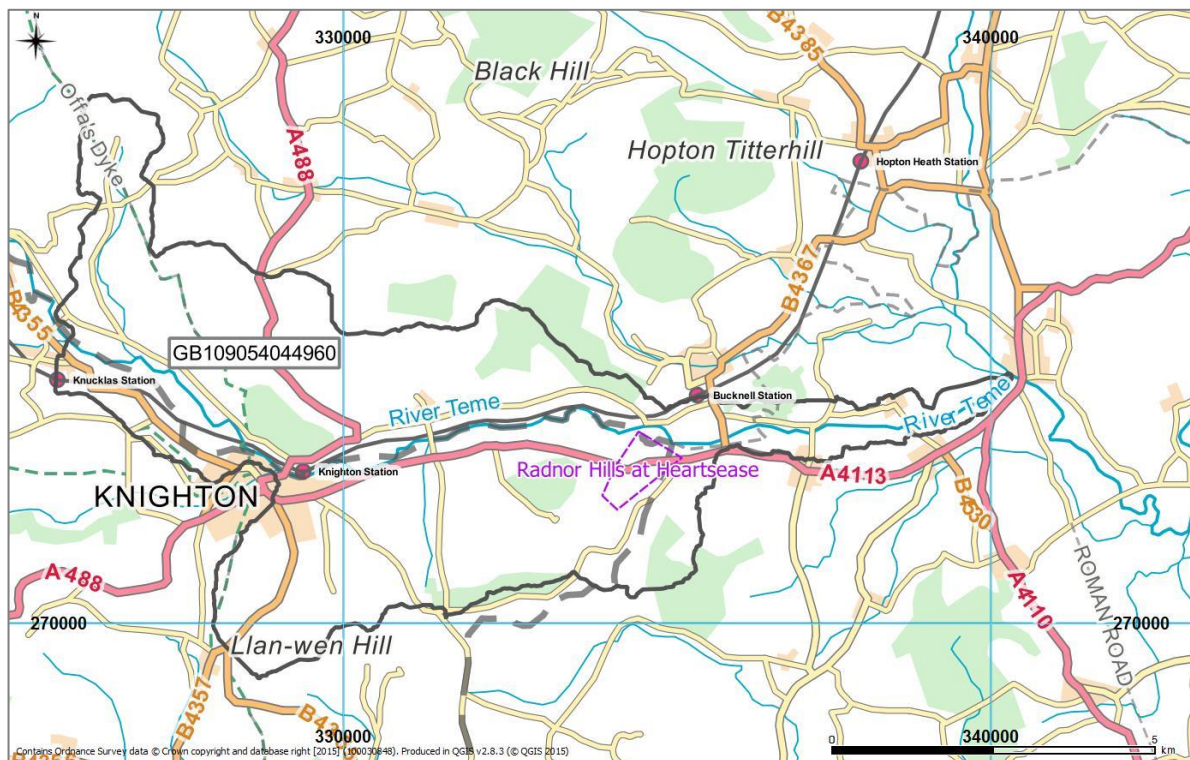 N
330000
340000
B4385
Black Hill
Offa's Dyke
A488
Hopton Titterhill
Hopton Heath Station
B4367
B4355
GB109054044960
Knucklas Station
Bucknell Station
River Teme
River Teme
Knighton Station
Radnor Hills at Heartsease
KNIGHTON
A4113
B4530
A 488
ROMAN ROAD
A4110
270000
270000
Llan-wen Hill
B4357
330000
340000
0
5
km
Contains Ordnance Survey data © Crown copyright and database right [2015] (100030848). Produced in QGIS v2.8.3 (© QGIS 2015)